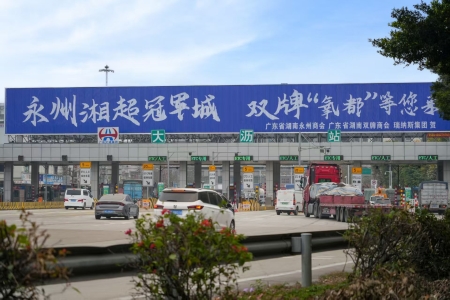 永州湘超冠军城 双牌“氧都”等您来
广东省湖南永州商会 广东省湖南双牌商会 瑞纳斯集团 贺
大沥站